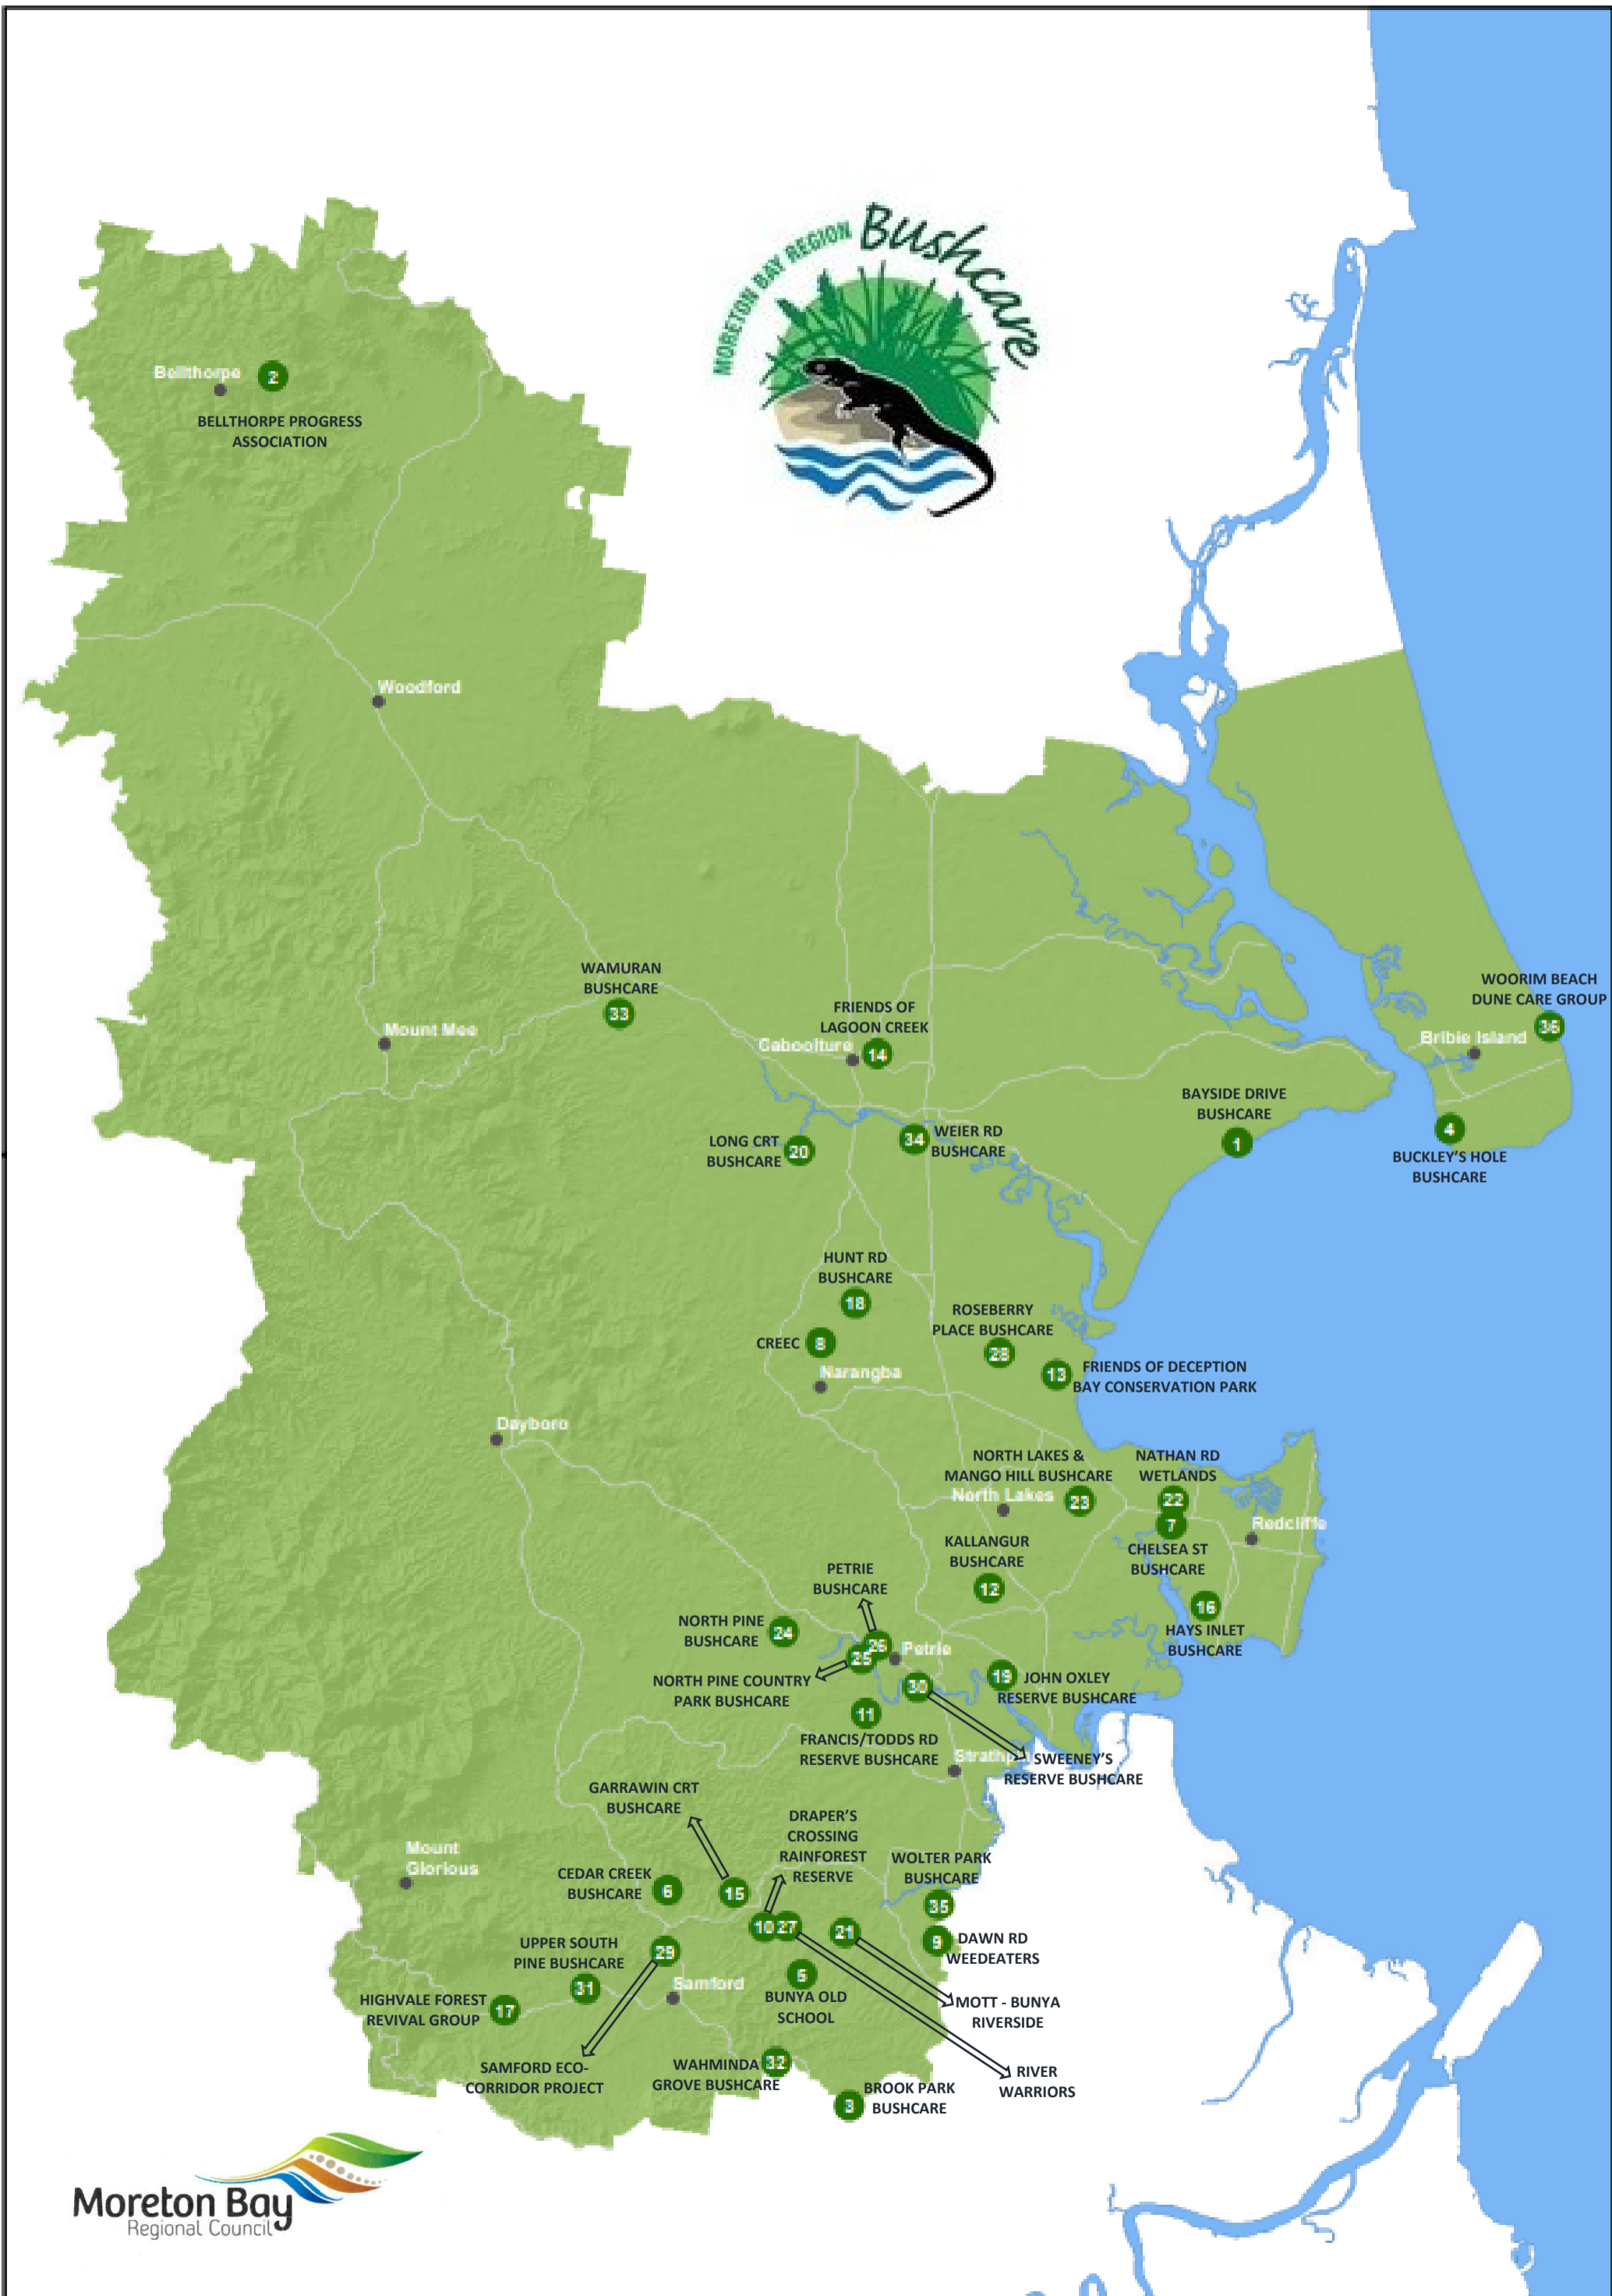 MORETON BAY REGION
Bushcare
Bellthorpe
2
BELLTHORPE PROGRESS
ASSOCIATION
Woodford
WAMURAN
BUSHCARE
33
Mount Mee
FRIENDS OF
LAGOON CREEK
Caboolture
14
WOORIM BEACH
DUNE CARE GROUP
36
Bribie Island
BAYSIDE DRIVE
BUSHCARE
1
4
BUCKLEY'S HOLE
BUSHCARE
LONG CRT
BUSHCARE
20
34
WEIER RD
BUSHCARE
HUNT RD
BUSHCARE
18
CREEC
8
Narangba
ROSEBERRY
PLACE BUSHCARE
28
13
FRIENDS OF DECEPTION
BAY CONSERVATION PARK
Dayboro
NORTH LAKES &
MANGO HILL BUSHCARE
North Lakes
23
NATHAN RD
WETLANDS
22
7
CHELSEA ST
BUSHCARE
Redcliffe
KALLANGUR
BUSHCARE
12
16
HAYS INLET
BUSHCARE
PETRIE
BUSHCARE
NORTH PINE
BUSHCARE
24
26
25
Petrie
NORTH PINE COUNTRY
PARK BUSHCARE
30
19
JOHN OXLEY
RESERVE BUSHCARE
11
FRANCIS/TODDS RD
RESERVE BUSHCARE
SWEENEY'S
RESERVE BUSHCARE
GARRAWIN CRT
BUSHCARE
DRAPER'S
CROSSING
RAINFOREST
RESERVE
WOLTER PARK
BUSHCARE
Mount
Glorious
CEDAR CREEK
BUSHCARE
6
15
35
10
27
21
9
DAWN RD
WEEDEATERS
UPPER SOUTH
PINE BUSHCARE
29
31
Samford
5
BUNYA OLD
SCHOOL
HIGHVALE FOREST
REVIVAL GROUP
17
MOTT - BUNYA
RIVERSIDE
SAMFORD ECO-
CORRIDOR PROJECT
WAHMINDA
GROVE BUSHCARE
32
RIVER
WARRIORS
3
BROOK PARK
BUSHCARE
Moreton Bay
Regional Council